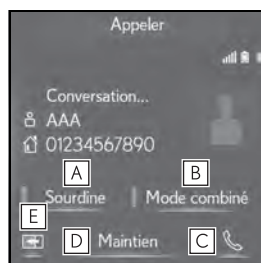 Appeler
Conversation...
AAA
01234567890
A
B
Sourdine
Mode combiné
E
D
Maintien
C